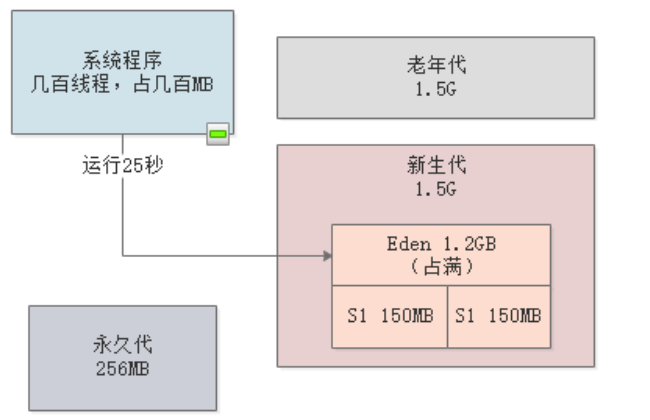 系统程序
几百线程，占几百MB
运行25秒
老年代
1.5G
新生代
1.5G
Eden 1.2GB
（占满）
S1 150MB
S1 150MB
永久代
256MB